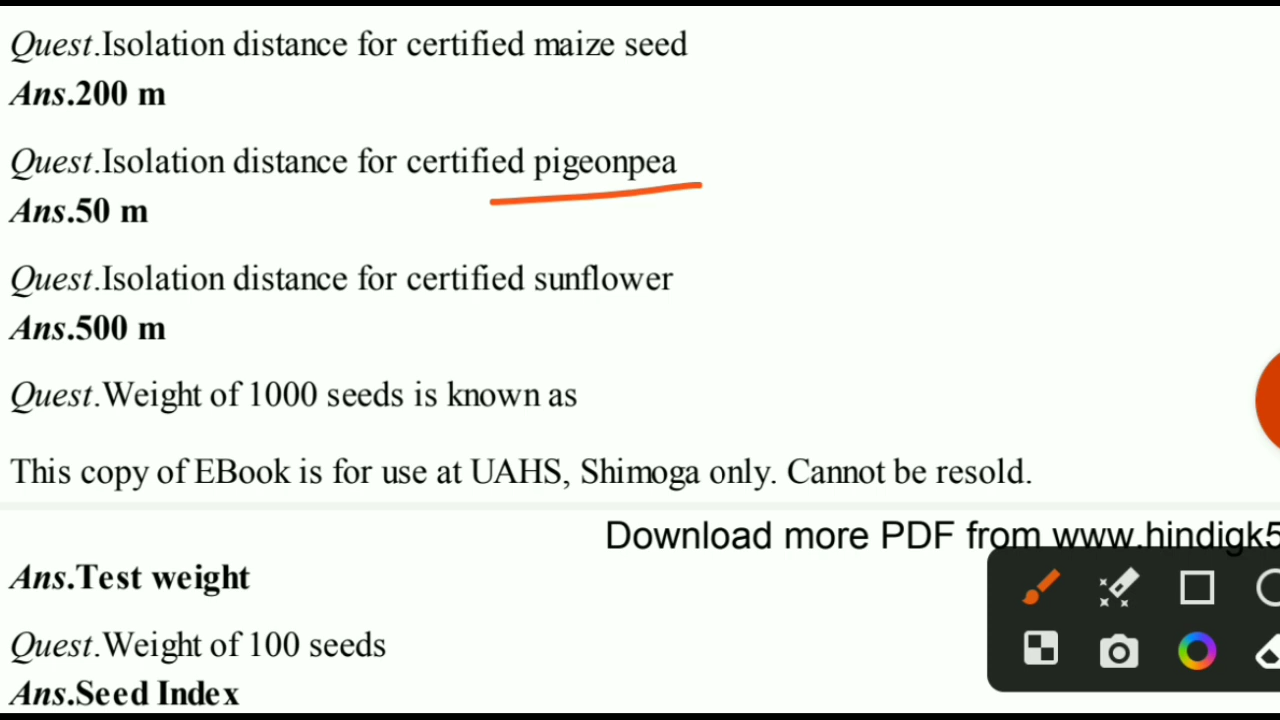 Quest.Isolation distance for certified maize seed
Ans.200 m
Quest.Isolation distance for certified pigeonpea
Ans.50 m
Quest.Isolation distance for certified sunflower
Ans.500 m
Quest.Weight of 1000 seeds is known as
This copy of EBook is for use at UAHS, Shimoga only. Cannot be resold.
Download more PDF from www.hindigk5
Ans.Test weight
Quest.Weight of 100 seeds
Ans.Seed Index